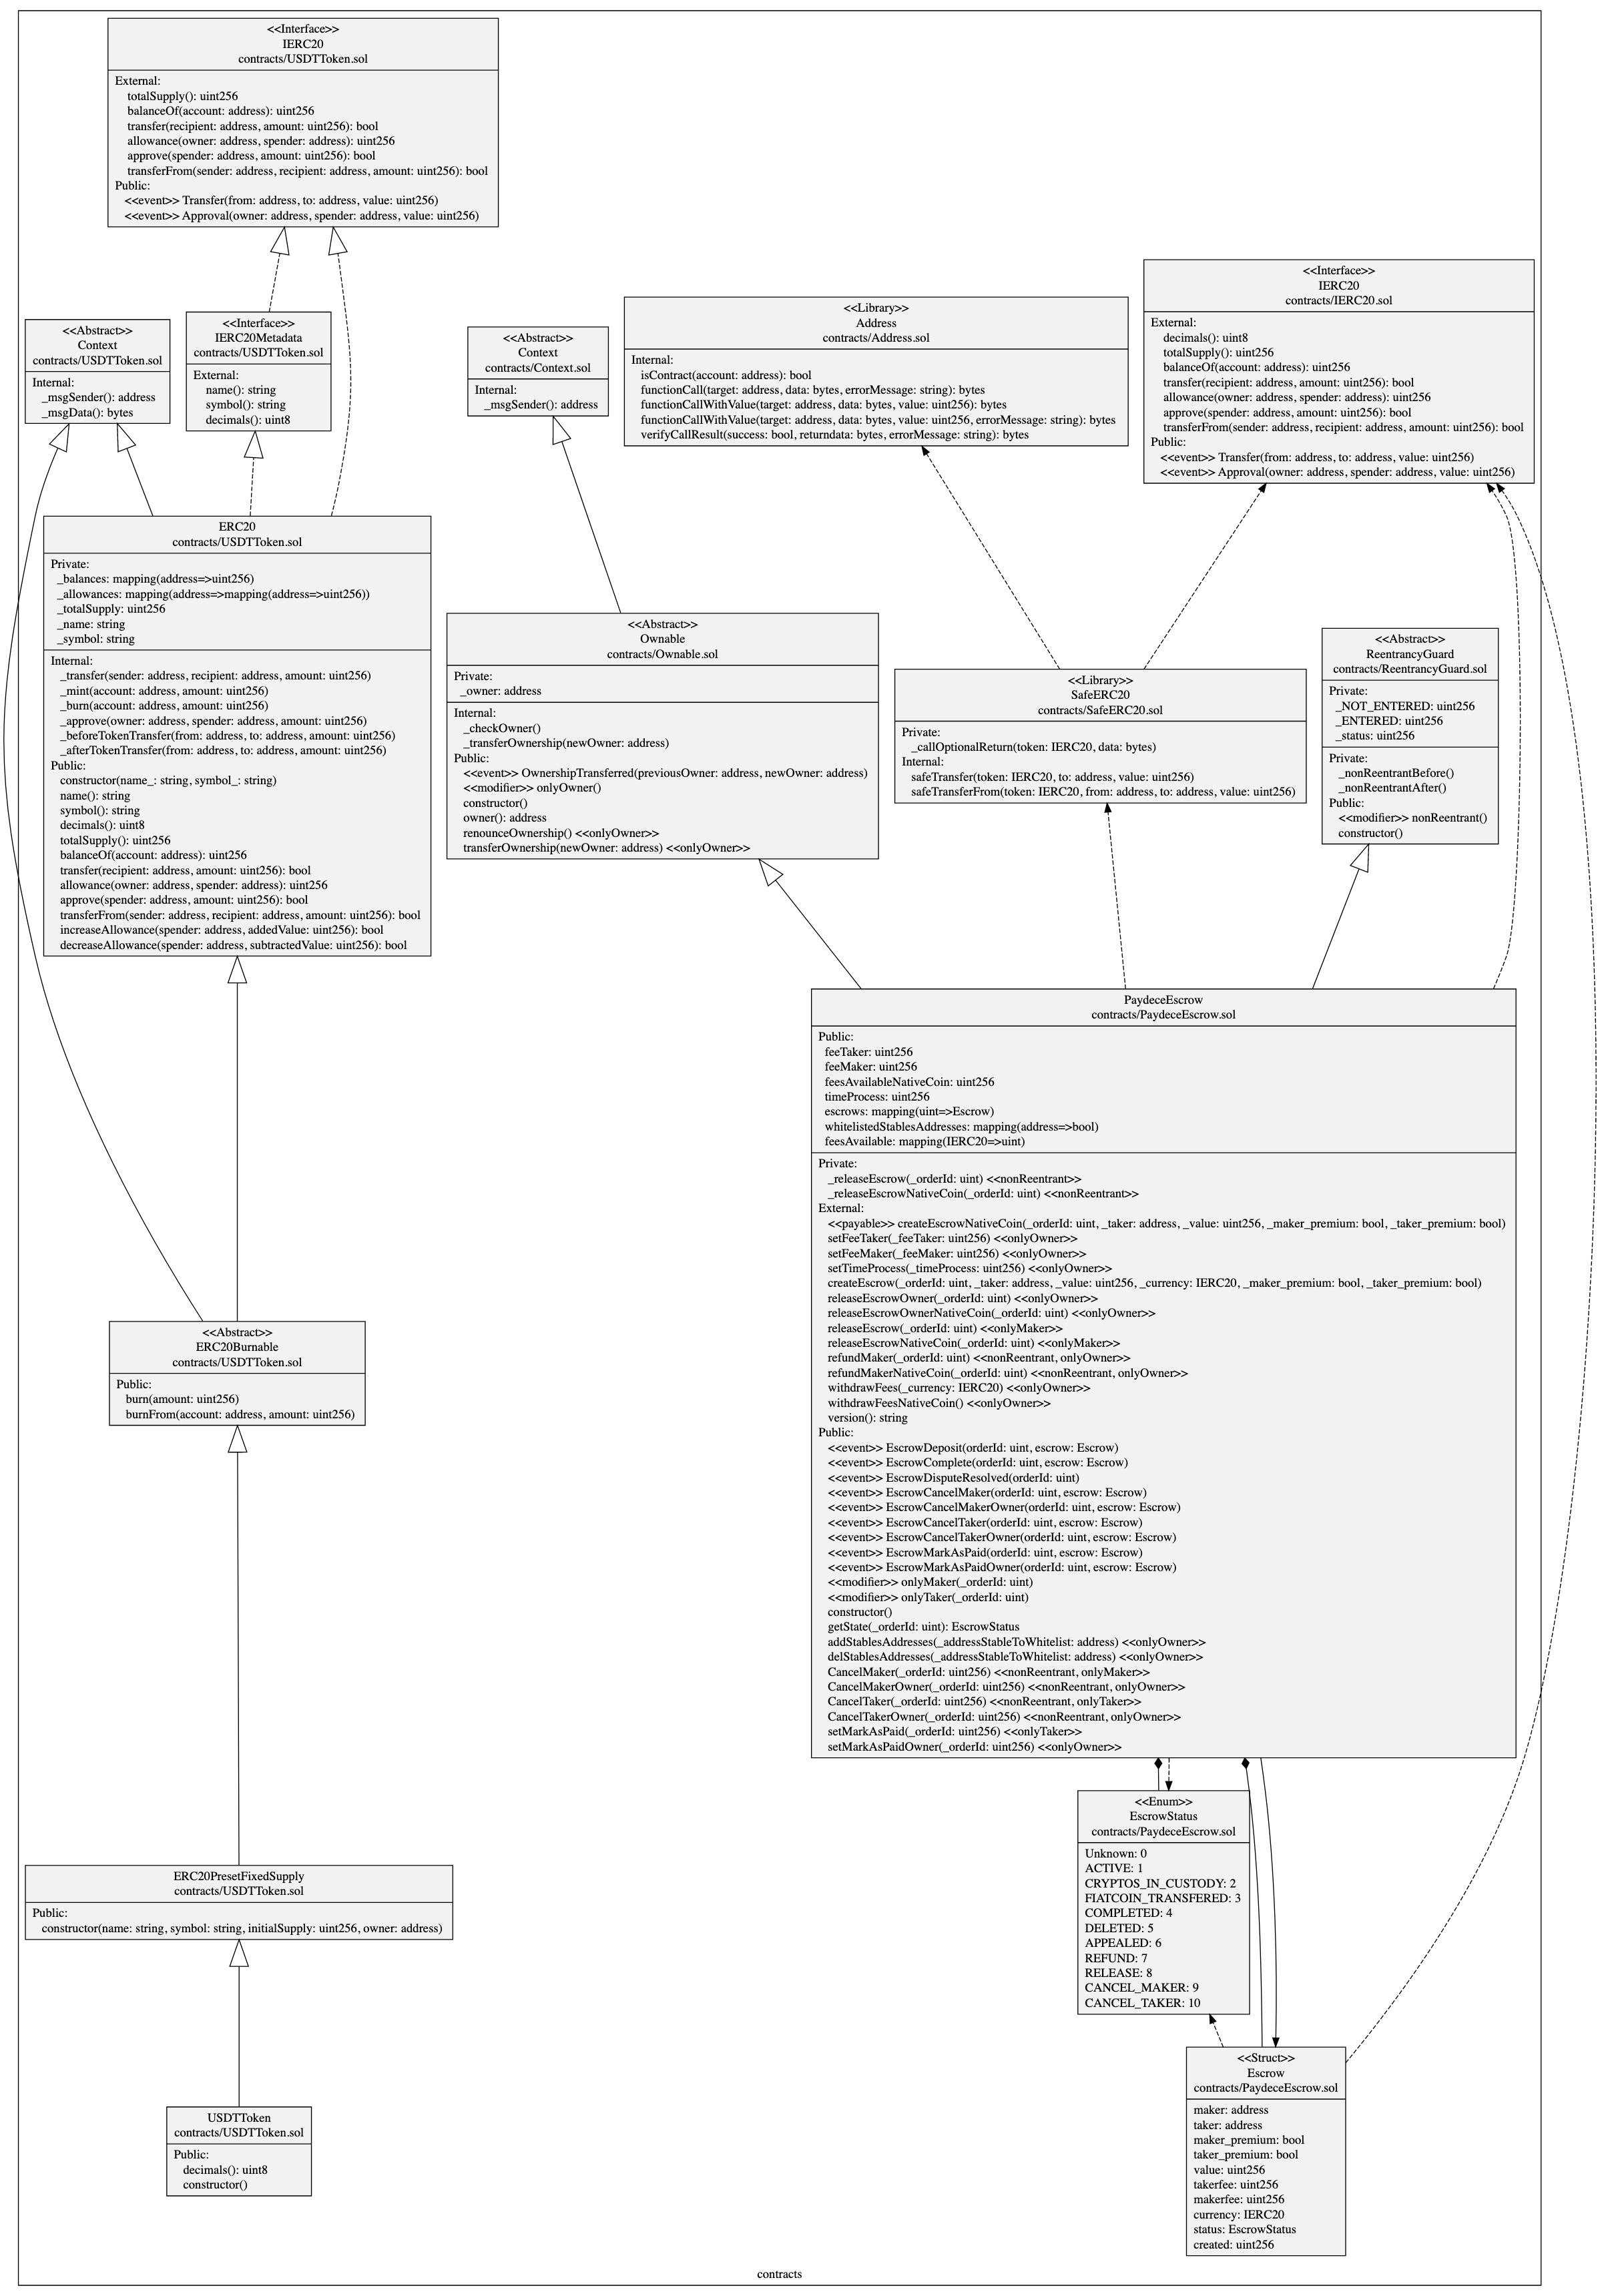 <<Interface>>
IERC20
contracts/USDTToken.sol
External:
totalSupply(): uint256
balanceOf(account: address): uint256
transfer(recipient: address, amount: uint256): bool
allowance(owner: address, spender: address): uint256
approve(spender: address, amount: uint256): bool
transferFrom(sender: address, recipient: address, amount: uint256): bool
Public:
<<event>> Transfer(from: address, to: address, value: uint256)
<<event>> Approval(owner: address, spender: address, value: uint256)
<<Abstract>>
Context
contracts/USDTToken.sol
Internal:
_msgSender(): address
_msgData(): bytes
<<Interface>>
IERC20Metadata
contracts/USDTToken.sol
External:
name(): string
symbol(): string
decimals(): uint8
<<Abstract>>
Context
contracts/Context.sol
Internal:
_msgSender(): address
<<Library>>
Address
contracts/Address.sol
Internal:
isContract(account: address): bool
functionCall(target: address, data: bytes, errorMessage: string): bytes
functionCallWithValue(target: address, data: bytes, value: uint256): bytes
functionCallWithValue(target: address, data: bytes, value: uint256, errorMessage: string): bytes
verifyCallResult(success: bool, returndata: bytes, errorMessage: string): bytes
<<Interface>>
IERC20
contracts/IERC20.sol
External:
decimals(): uint8
totalSupply(): uint256
balanceOf(account: address): uint256
transfer(recipient: address, amount: uint256): bool
allowance(owner: address, spender: address): uint256
approve(spender: address, amount: uint256): bool
transferFrom(sender: address, recipient: address, amount: uint256): bool
Public:
<<event>> Transfer(from: address, to: address, value: uint256)
<<event>> Approval(owner: address, spender: address, value: uint256)
ERC20
contracts/USDTToken.sol
Private:
_balances: mapping(address=>uint256)
_allowances: mapping(address=>mapping(address=>uint256))
_totalSupply: uint256
_name: string
_symbol: string
Internal:
_transfer(sender: address, recipient: address, amount: uint256)
_mint(account: address, amount: uint256)
_burn(account: address, amount: uint256)
_approve(owner: address, spender: address, amount: uint256)
_beforeTokenTransfer(from: address, to: address, amount: uint256)
_afterTokenTransfer(from: address, to: address, amount: uint256)
Public:
constructor(name_: string, symbol_: string)
name(): string
symbol(): string
decimals(): uint8
totalSupply(): uint256
balanceOf(account: address): uint256
transfer(recipient: address, amount: uint256): bool
allowance(owner: address, spender: address): uint256
approve(spender: address, amount: uint256): bool
transferFrom(sender: address, recipient: address, amount: uint256): bool
increaseAllowance(spender: address, addedValue: uint256): bool
decreaseAllowance(spender: address, subtractedValue: uint256): bool
<<Abstract>>
Ownable
contracts/Ownable.sol
Private:
_owner: address
Internal:
_checkOwner()
_transferOwnership(newOwner: address)
Public:
<<event>> OwnershipTransferred(previousOwner: address, newOwner: address)
<<modifier>> onlyOwner()
constructor()
owner(): address
renounceOwnership() <<onlyOwner>>
transferOwnership(newOwner: address) <<onlyOwner>>
<<Library>>
SafeERC20
contracts/SafeERC20.sol
Private:
_callOptionalReturn(token: IERC20, data: bytes)
Internal:
safeTransfer(token: IERC20, to: address, value: uint256)
safeTransferFrom(token: IERC20, from: address, to: address, value: uint256)
<<Abstract>>
ReentrancyGuard
contracts/ReentrancyGuard.sol
Private:
_NOT_ENTERED: uint256
_ENTERED: uint256
_status: uint256
Private:
_nonReentrantBefore()
_nonReentrantAfter()
Public:
<<modifier>> nonReentrant()
constructor()
PaydeceEscrow
contracts/PaydeceEscrow.sol
Public:
feeTaker: uint256
feeMaker: uint256
feesAvailableNativeCoin: uint256
timeProcess: uint256
escrows: mapping(uint=>Escrow)
whitelistedStablesAddresses: mapping(address=>bool)
feesAvailable: mapping(IERC20=>uint)
Private:
_releaseEscrow(_orderId: uint) <<nonReentrant>>
_releaseEscrowNativeCoin(_orderId: uint) <<nonReentrant>>
External:
<<payable>> createEscrowNativeCoin(_orderId: uint, _taker: address, _value: uint256, _maker_premium: bool, _taker_premium: bool)
setFeeTaker(_feeTaker: uint256) <<onlyOwner>>
setFeeMaker(_feeMaker: uint256) <<onlyOwner>>
setTimeProcess(_timeProcess: uint256) <<onlyOwner>>
createEscrow(_orderId: uint, _taker: address, _value: uint256, _currency: IERC20, _maker_premium: bool, _taker_premium: bool)
releaseEscrowOwner(_orderId: uint) <<onlyOwner>>
releaseEscrowOwnerNativeCoin(_orderId: uint) <<onlyOwner>>
releaseEscrow(_orderId: uint) <<onlyMaker>>
releaseEscrowNativeCoin(_orderId: uint) <<onlyMaker>>
refundMaker(_orderId: uint) <<nonReentrant, onlyOwner>>
refundMakerNativeCoin(_orderId: uint) <<nonReentrant, onlyOwner>>
withdrawFees(_currency: IERC20) <<onlyOwner>>
withdrawFeesNativeCoin() <<onlyOwner>>
version(): string
Public:
<<event>> EscrowDeposit(orderId: uint, escrow: Escrow)
<<event>> EscrowComplete(orderId: uint, escrow: Escrow)
<<event>> EscrowDisputeResolved(orderId: uint)
<<event>> EscrowCancelMaker(orderId: uint, escrow: Escrow)
<<event>> EscrowCancelMakerOwner(orderId: uint, escrow: Escrow)
<<event>> EscrowCancelTaker(orderId: uint, escrow: Escrow)
<<event>> EscrowCancelTakerOwner(orderId: uint, escrow: Escrow)
<<event>> EscrowMarkAsPaid(orderId: uint, escrow: Escrow)
<<event>> EscrowMarkAsPaidOwner(orderId: uint, escrow: Escrow)
<<modifier>> onlyMaker(_orderId: uint)
<<modifier>> onlyTaker(_orderId: uint)
constructor()
getState(_orderId: uint): EscrowStatus
addStablesAddresses(_addressStableToWhitelist: address) <<onlyOwner>>
delStablesAddresses(_addressStableToWhitelist: address) <<onlyOwner>>
CancelMaker(_orderId: uint256) <<nonReentrant, onlyMaker>>
CancelMakerOwner(_orderId: uint256) <<nonReentrant, onlyOwner>>
CancelTaker(_orderId: uint256) <<nonReentrant, onlyTaker>>
CancelTakerOwner(_orderId: uint256) <<nonReentrant, onlyOwner>>
setMarkAsPaid(_orderId: uint256) <<onlyTaker>>
setMarkAsPaidOwner(_orderId: uint256) <<onlyOwner>>
<<Abstract>>
ERC20Burnable
contracts/USDTToken.sol
Public:
burn(amount: uint256)
burnFrom(account: address, amount: uint256)
<<Enum>>
EscrowStatus
contracts/PaydeceEscrow.sol
Unknown: 0
ACTIVE: 1
CRYPTOS_IN_CUSTODY: 2
FIATCOIN_TRANSFERED: 3
COMPLETED: 4
DELETED: 5
APPEALED: 6
REFUND: 7
RELEASE: 8
CANCEL_MAKER: 9
CANCEL_TAKER: 10
ERC20PresetFixedSupply
contracts/USDTToken.sol
Public:
constructor(name: string, symbol: string, initialSupply: uint256, owner: address)
<<Struct>>
Escrow
contracts/PaydeceEscrow.sol
maker: address
taker: address
maker_premium: bool
taker_premium: bool
value: uint256
takerfee: uint256
makerfee: uint256
currency: IERC20
status: EscrowStatus
created: uint256
USDTToken
contracts/USDTToken.sol
Public:
decimals(): uint8
constructor()
contracts